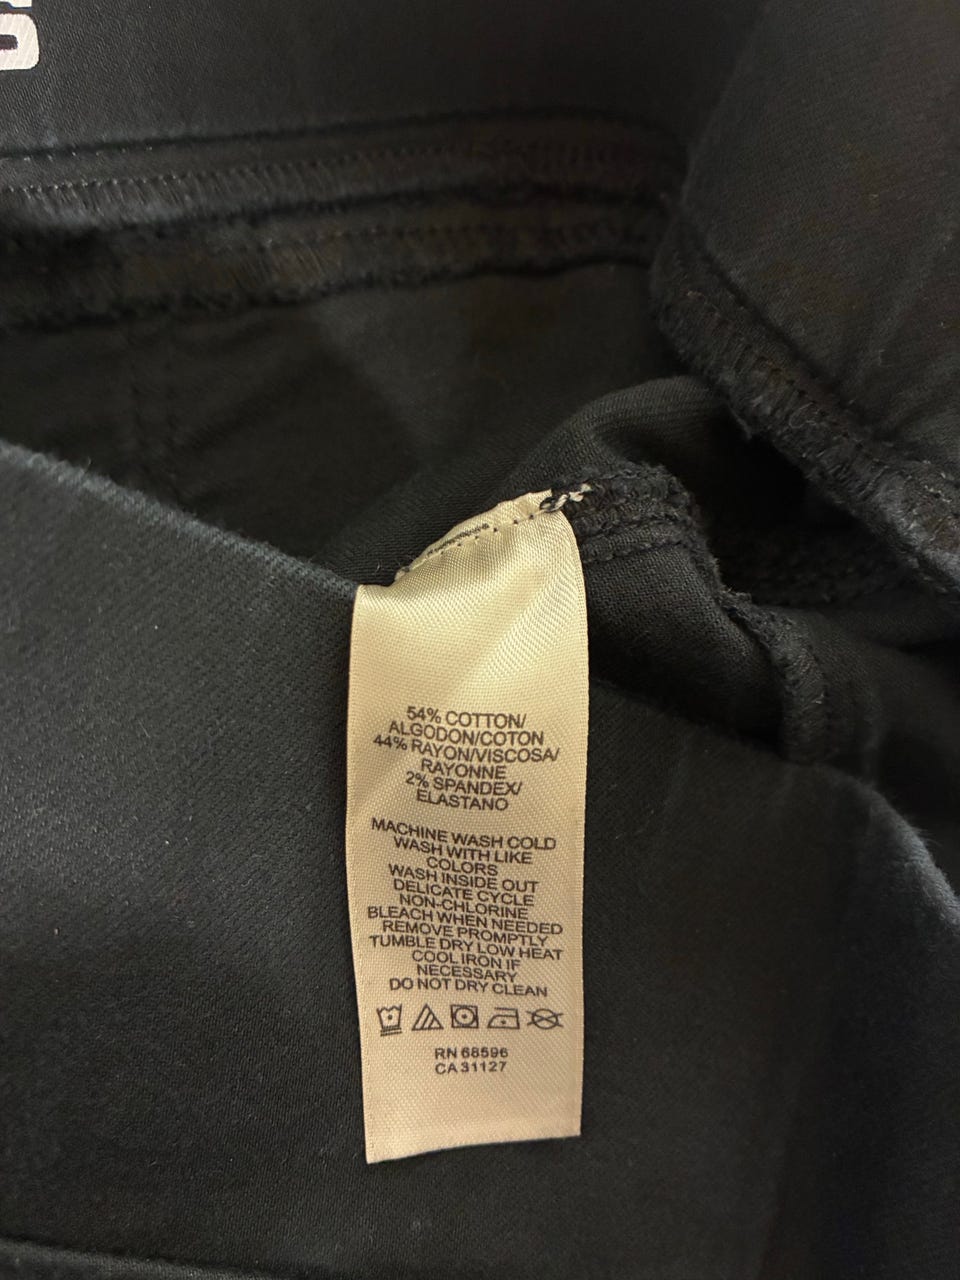 54% COTTON/
ALGODON/COTON
44% RAYON/VISCOSA/
RAYONNE
2% SPANDEX/
ELASTANO
MACHINE WASH COLD
WASH WITH LIKE
COLORS
WASH INSIDE OUT
DELICATE CYCLE
NON-CHLORINE
BLEACH WHEN NEEDED
REMOVE PROMPTLY
TUMBLE DRY LOW HEAT
COOL IRON IF
NECESSARY
DO NOT DRY CLEAN
RN 68596
CA 31127